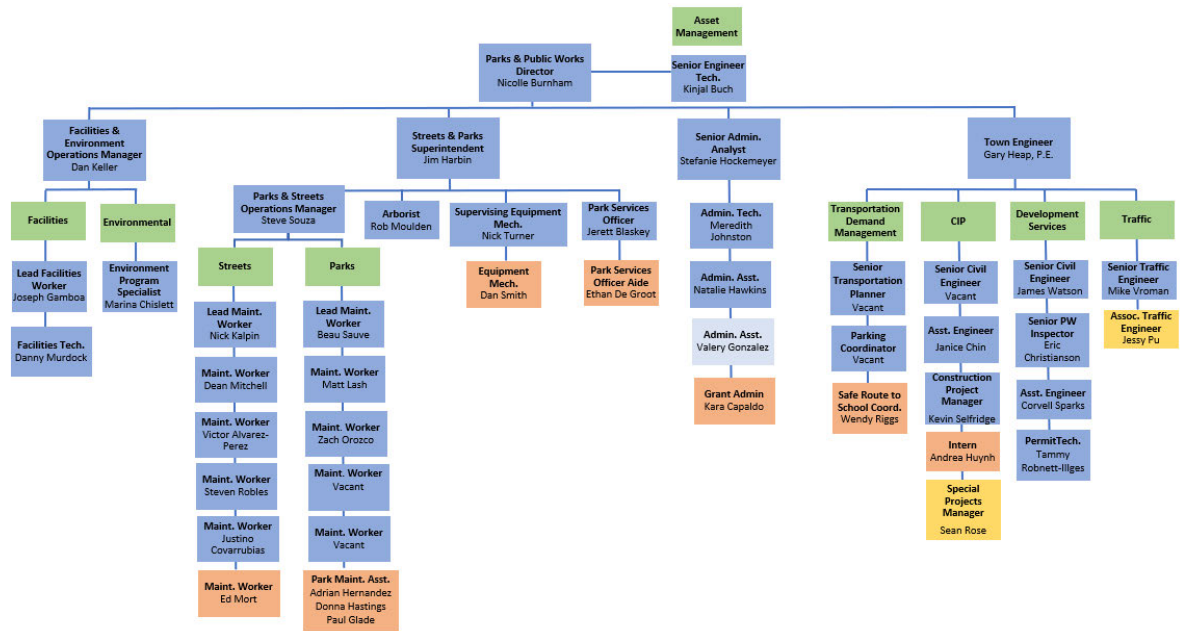 Asset
Management
Parks & Public Works
Director
Nicolle Burnham
Senior Engineer
Tech.
Kinjal Buch
Facilities &
Environment
Operations Manager
Dan Keller
Streets & Parks
Superintendent
Jim Harbin
Senior Admin.
Analyst
Stefanie Hockemeyer
Town Engineer
Gary Heap, P.E.
Facilities
Lead Facilities
Worker
Joseph Gamboa
Facilities Tech.
Danny Murdock
Environmental
Environment
Program
Specialist
Marina Chislett
Parks & Streets
Operations Manager
Steve Souza
Streets
Lead Maint.
Worker
Nick Kalpin
Maint. Worker
Dean Mitchell
Maint. Worker
Victor Alvarez-
Perez
Maint. Worker
Steven Robles
Maint. Worker
Justino
Covarrubias
Maint. Worker
Ed Mort
Parks
Lead Maint.
Worker
Beau Sauve
Maint. Worker
Matt Lash
Maint. Worker
Zach Orozco
Maint. Worker
Vacant
Maint. Worker
Vacant
Park Maint. Asst.
Adrian Hernandez
Donna Hastings
Paul Glade
Arborist
Rob Moulden
Supervising Equipment
Mech.
Nick Turner
Equipment
Mech.
Dan Smith
Park Services
Officer
Jerett Blaskey
Park Services
Officer Aide
Ethan De Groot
Admin. Tech.
Meredith
Johnston
Admin. Asst.
Natalie Hawkins
Admin. Asst.
Valery Gonzalez
Grant Admin
Kara Capaldo
Transportation
Demand
Management
Senior
Transportation
Planner
Vacant
Parking
Coordinator
Vacant
Safe Route to
School Coord.
Wendy Riggs
CIP
Senior Civil
Engineer
Vacant
Asst. Engineer
Janice Chin
Construction
Project
Manager
Kevin Selfridge
Intern
Andrea Huynh
Special
Projects
Manager
Sean Rose
Development
Services
Senior Civil
Engineer
James Watson
Senior PW
Inspector
Eric
Christianson
Asst. Engineer
Corvell Sparks
PermitTech.
Tammy
Robnett-Illges
Traffic
Senior Traffic
Engineer
Mike Vroman
Assoc. Traffic
Engineer
Jessy Pu